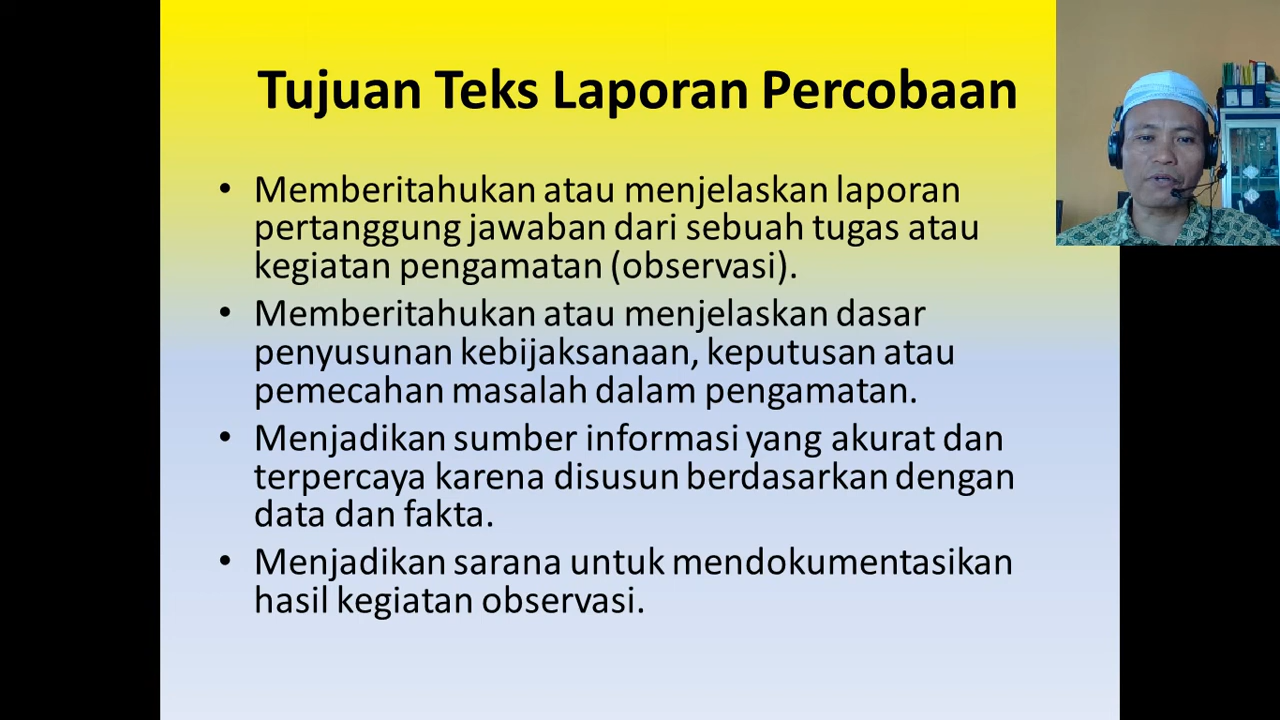 Tujuan Teks Laporan Percobaan
• Memberitahukan atau menjelaskan laporan
pertanggung jawaban dari sebuah tugas atau
kegiatan pengamatan (observasi).
• Memberitahukan atau menjelaskan dasar
penyusunan kebijaksanaan, keputusan atau
pemecahan masalah dalam pengamatan.
• Menjadikan sumber informasi yang akurat dan
terpercaya karena disusun berdasarkan dengan
data dan fakta.
• Menjadikan sarana untuk mendokumentasikan
hasil kegiatan observasi.